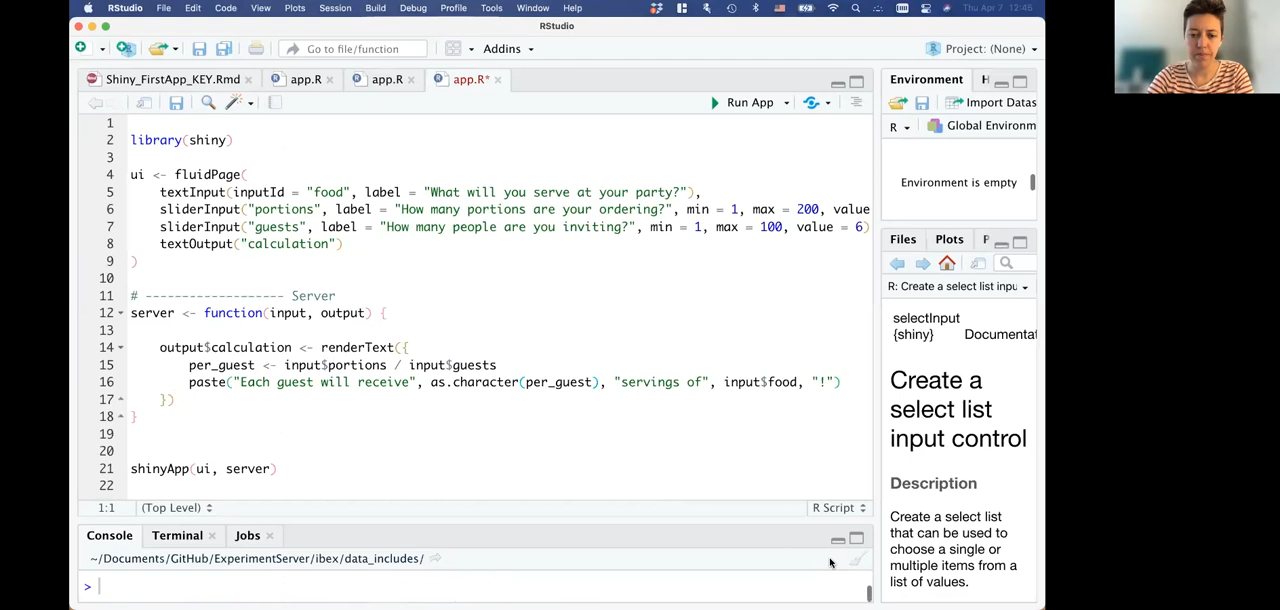 RStudio File Edit Code View Plots Session Build Debug Profile Tools Window Help Thu Apr 7 12:45
RStudio
Go to file/function Addins Project: (None)
Shiny_FirstApp_KEY.Rmd app.R app.R app.R*
Run App
1
2 library(shiny)
3
4 ui <- fluidPage(
5 textInput(inputId = "food", label = "What will you serve at your party?"),
6 sliderInput("portions", label = "How many portions are your ordering?", min = 1, max = 200, value
7 sliderInput("guests", label = "How many people are you inviting?", min = 1, max = 100, value = 6)
8 textOutput("calculation")
9 )
10
11 # ------------------- Server
12 server <- function(input, output) {
13
14 output$calculation <- renderText({
15 per_guest <- input$portions / input$guests
16 paste("Each guest will receive", as.character(per_guest), "servings of", input$food, "!")
17 })
18 }
19
20
21 shinyApp(ui, server)
22
1:1 (Top Level) R Script
Console Terminal Jobs
~/Documents/GitHub/ExperimentServer/ibex/data_includes/
>
Environment H
Import Datas
R Global Environm
Environment is empty
Files Plots P
R: Create a select list inpu
selectInput
{shiny} Documentat
Create a
select list
input control
Description
Create a select list
that can be used to
choose a single or
multiple items from a
list of values.